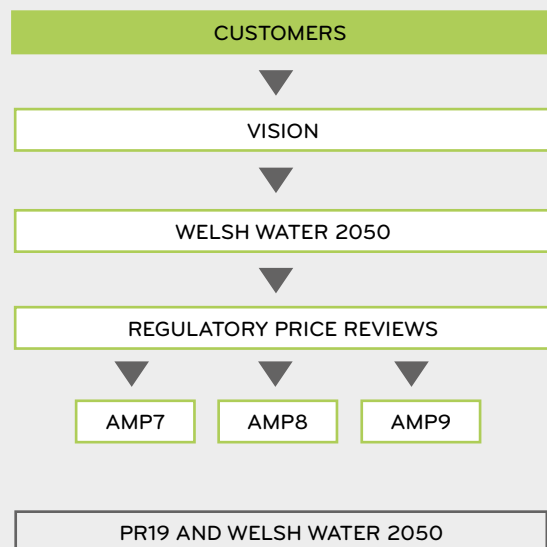 CUSTOMERS
VISION
WELSH WATER 2050
REGULATORY PRICE REVIEWS
AMP7 AMP8 AMP9
PR19 AND WELSH WATER 2050